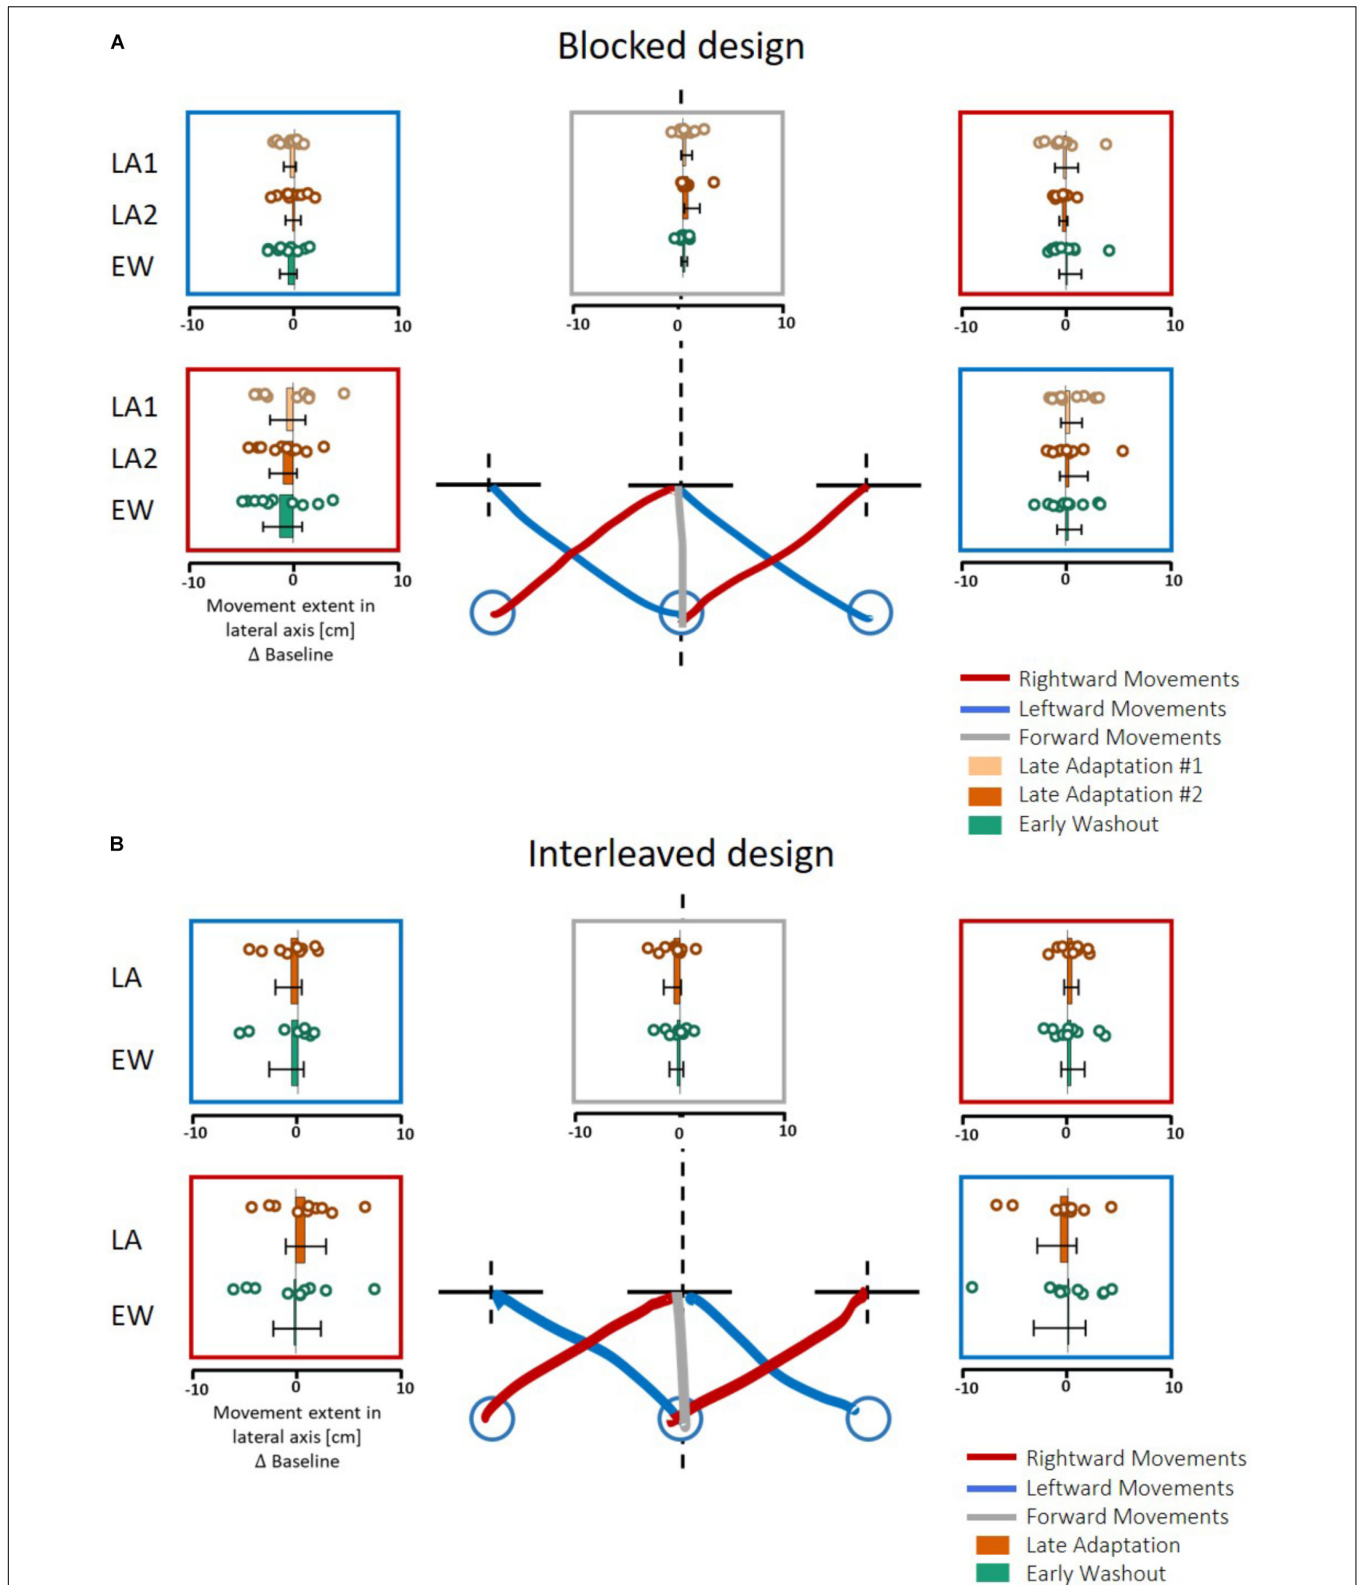 A
Blocked design
LA1
LA2
EW
-10 0 10
-10 0 10
-10 0 10
LA1
LA2
EW
-10 0 10
-10 0 10
Movement extent in
lateral axis [cm]
Δ Baseline
Rightward Movements
Leftward Movements
Forward Movements
Late Adaptation #1
Late Adaptation #2
Early Washout
B
Interleaved design
LA
EW
-10 0 10
-10 0 10
-10 0 10
LA
EW
-10 0 10
-10 0 10
Movement extent in
lateral axis [cm]
Δ Baseline
Rightward Movements
Leftward Movements
Forward Movements
Late Adaptation
Early Washout